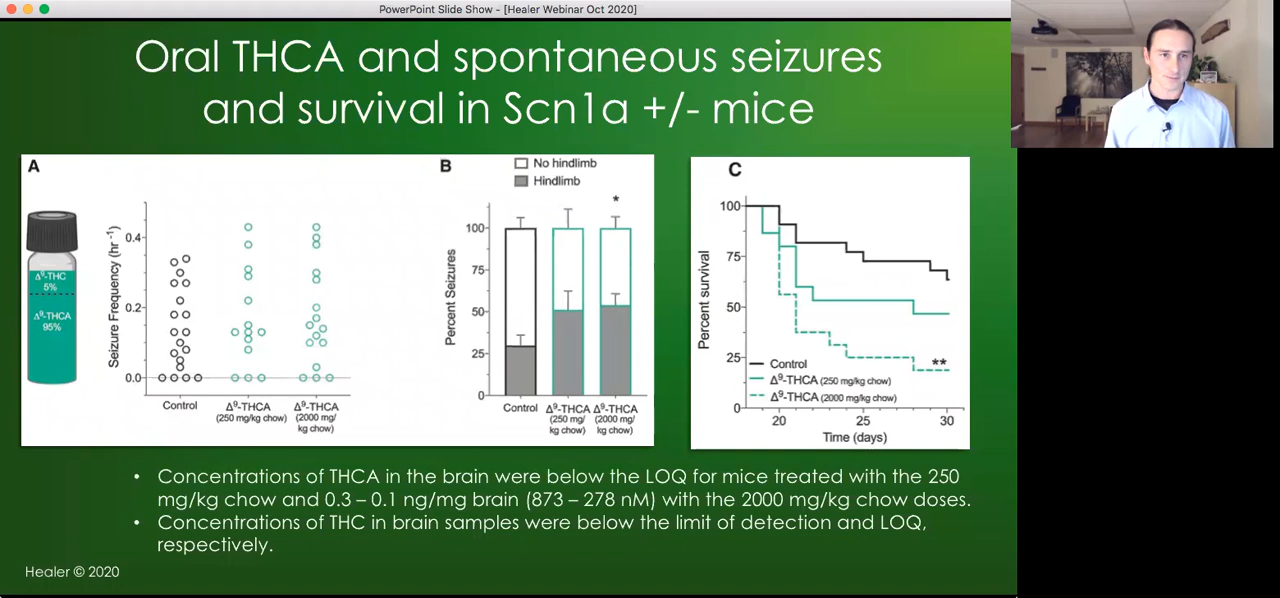 PowerPoint Slide Show - [Healer Webinar Oct 2020]
Oral THCA and spontaneous seizures
and survival in Scn1a +/- mice
A
Δ⁹-THC
5%
Δ⁹-THCA
95%
Seizure Frequency (hr⁻¹)
0.4
0.2
0.0
Control
Δ⁹-THCA
(250 mg/kg chow)
Δ⁹-THCA
(2000 mg/
kg chow)
B
No hindlimb
Hindlimb
*
Percent Seizures
100
75
50
25
0
Control
Δ⁹-THCA
(250 mg/
kg chow)
Δ⁹-THCA
(2000 mg/
kg chow)
C
Percent survival
100
75
50
25
0
**
Control
Δ⁹-THCA (250 mg/kg chow)
Δ⁹-THCA (2000 mg/kg chow)
20
25
30
Time (days)
• Concentrations of THCA in the brain were below the LOQ for mice treated with the 250
mg/kg chow and 0.3 – 0.1 ng/mg brain (873 – 278 nM) with the 2000 mg/kg chow doses.
• Concentrations of THC in brain samples were below the limit of detection and LOQ,
respectively.
Healer © 2020